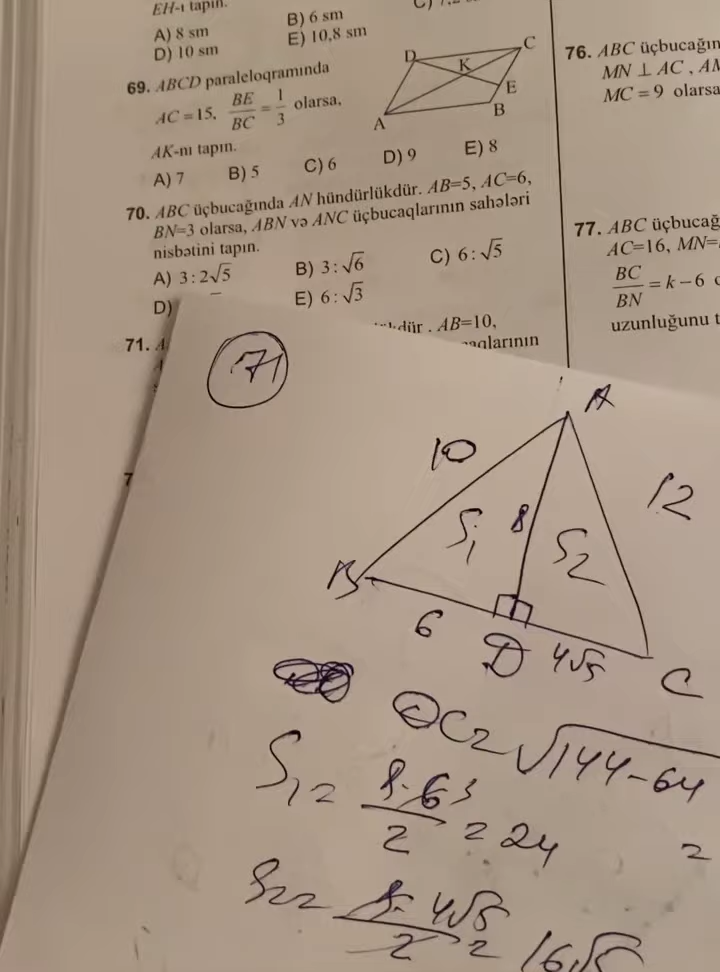 EH-ı tapın.
A) 8 sm
B) 6 sm
D) 10 sm
E) 10,8 sm
69. ABCD paraleloqramında
AC = 15, BE/BC = 1/3 olarsa,
AK-nı tapın.
A) 7 B) 5 C) 6 D) 9 E) 8
D C K E A B
70. ABC üçbucağında AN hündürlükdür. AB=5, AC=6,
BN=3 olarsa, ABN və ANC üçbucaqlarının sahələri
nisbətini tapın.
A) 3 : 2√5 B) 3 : √6 C) 6 : √5
D) E) 6 : √3
71.
AB=10,
76. ABC üçbucağın
MN ⊥ AC , AM
MC = 9 olarsa
77. ABC üçbucağ
AC=16, MN=
BC/BN = k − 6
uzunluğunu t
71
A
10
12
S1 8 S2
B
6 D 4√5 C
DC = √144-64
S1 = 8·6 3/2 = 24
=
S2 = 8·4√5/2 = 16√5